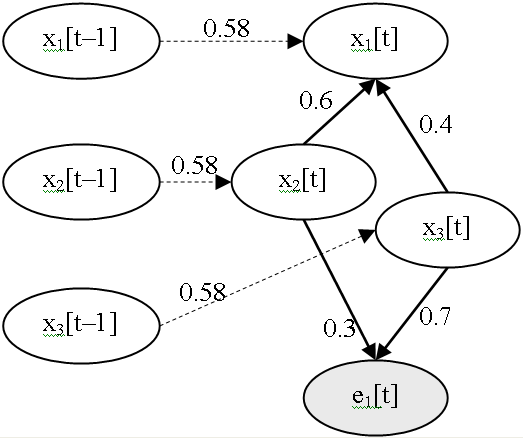 x1[t–1]
0.58
x1[t]
0.6
0.4
x2[t–1]
0.58
x2[t]
x3[t]
0.58
x3[t–1]
0.3
0.7
e1[t]